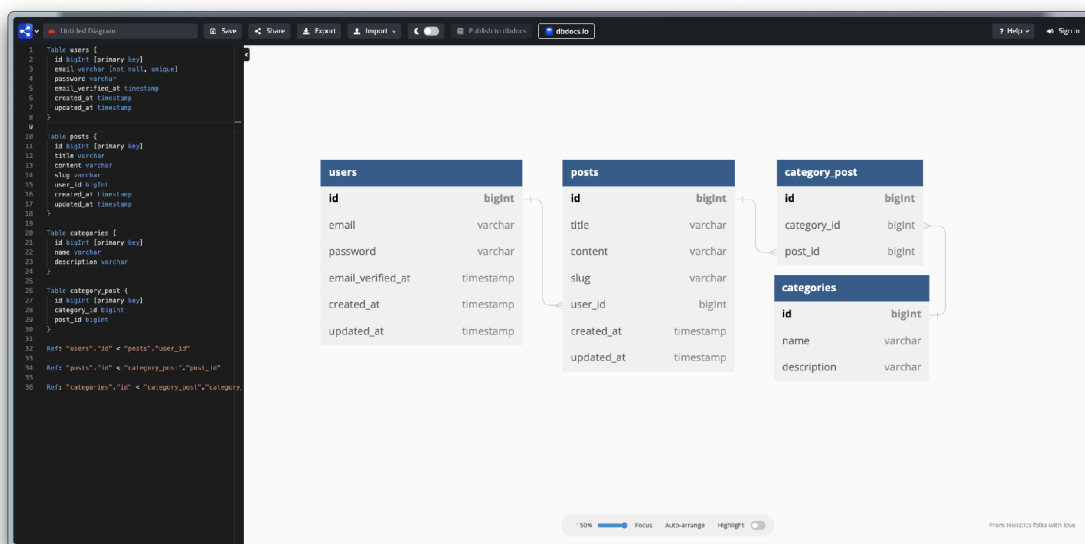 Untitled Diagram Save Share Export Import Publish to dbdocs dbdocs.io ? Help Sign in
1 Table users {
2 id bigInt [primary key]
3 email varchar [not null, unique]
4 password varchar
5 email_verified_at timestamp
6 created_at timestamp
7 updated_at timestamp
8 }
9
10 Table posts {
11 id bigInt [primary key]
12 title varchar
13 content varchar
14 slug varchar
15 user_id bigInt
16 created_at timestamp
17 updated_at timestamp
18 }
19
20 Table categories {
21 id bigInt [primary key]
22 name varchar
23 description varchar
24 }
25
26 Table category_post {
27 id bigInt [primary key]
28 category_id bigInt
29 post_id bigInt
30 }
31
32 Ref: "users"."id" < "posts"."user_id"
33
34 Ref: "posts"."id" < "category_post"."post_id"
35
36 Ref: "categories"."id" < "category_post"."category_
users
id bigInt
email varchar
password varchar
email_verified_at timestamp
created_at timestamp
updated_at timestamp
posts
id bigInt
title varchar
content varchar
slug varchar
user_id bigInt
created_at timestamp
updated_at timestamp
category_post
id bigInt
category_id bigInt
post_id bigInt
categories
id bigInt
name varchar
description varchar
150% Focus Auto-arrange Highlight
From Holistics folks with love